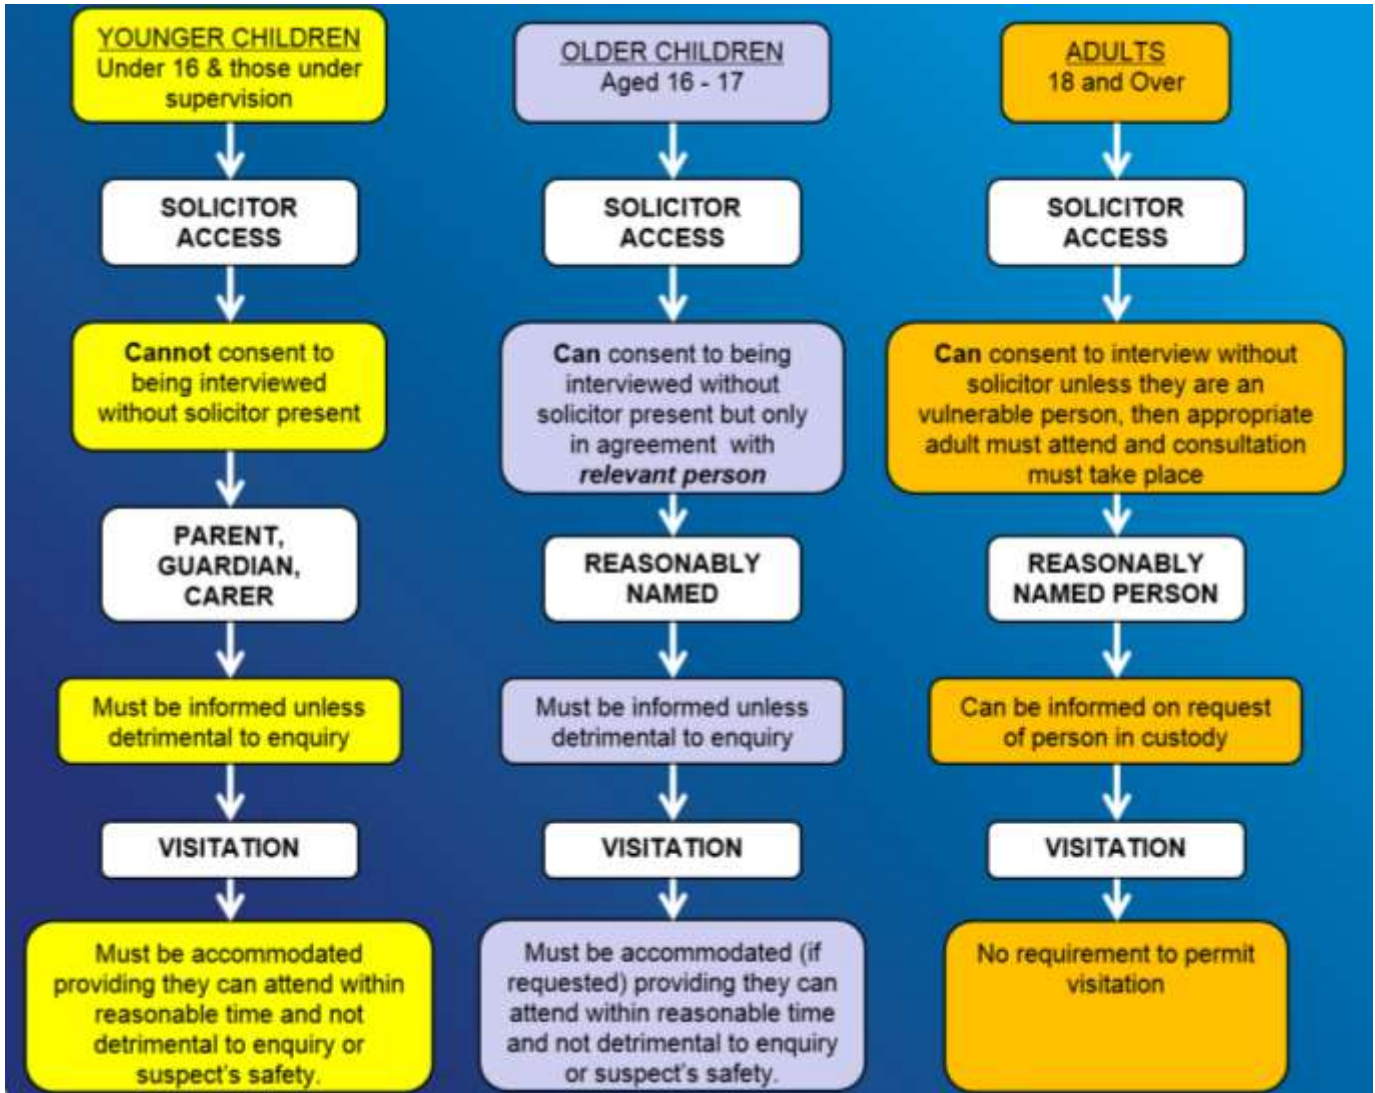 YOUNGER CHILDREN
Under 16 & those under
supervision
SOLICITOR
ACCESS
Cannot consent to
being interviewed
without solicitor present
PARENT,
GUARDIAN,
CARER
Must be informed unless
detrimental to enquiry
VISITATION
Must be accommodated
providing they can attend within
reasonable time and not
detrimental to enquiry or
suspect's safety.
OLDER CHILDREN
Aged 16 - 17
SOLICITOR
ACCESS
Can consent to being
interviewed without
solicitor present but only
in agreement with
relevant person
REASONABLY
NAMED
Must be informed unless
detrimental to enquiry
VISITATION
Must be accommodated (if
requested) providing they can
attend within reasonable time
and not detrimental to enquiry
or suspect's safety.
ADULTS
18 and Over
SOLICITOR
ACCESS
Can consent to interview without
solicitor unless they are an
vulnerable person, then appropriate
adult must attend and consultation
must take place
REASONABLY
NAMED PERSON
Can be informed on request
of person in custody
VISITATION
No requirement to permit
visitation